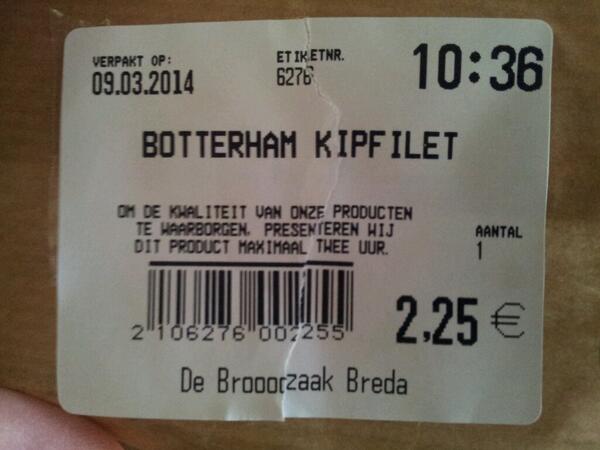 VERPAKT OP: ETIKETNR. 10:36
09.03.2014 6276
BOTTERHAM KIPFILET
OM DE KWALITEIT VAN ONZE PRODUCTEN
TE WAARBORGEN, PRESENTEREN WIJ
DIT PRODUCT MAXIMAAL TWEE UUR.
AANTAL
1
2 106276 002255
2,25 €
De Broodzaak Breda